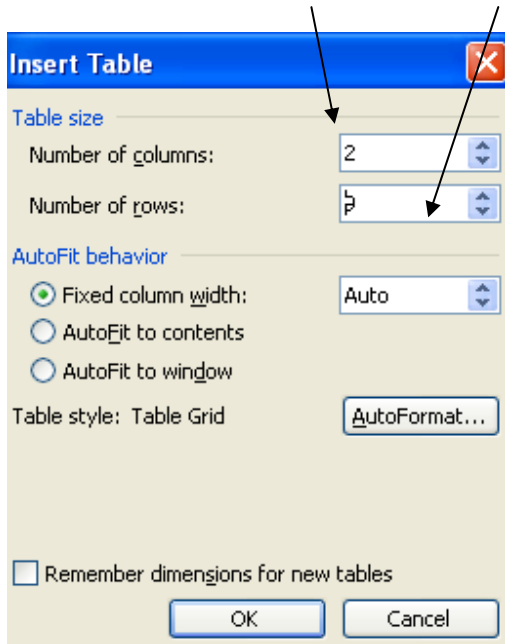 Insert Table
Table size
Number of columns: 2
Number of rows:
AutoFit behavior
Fixed column width: Auto
AutoFit to contents
AutoFit to window
Table style: Table Grid AutoFormat...
Remember dimensions for new tables
OK Cancel